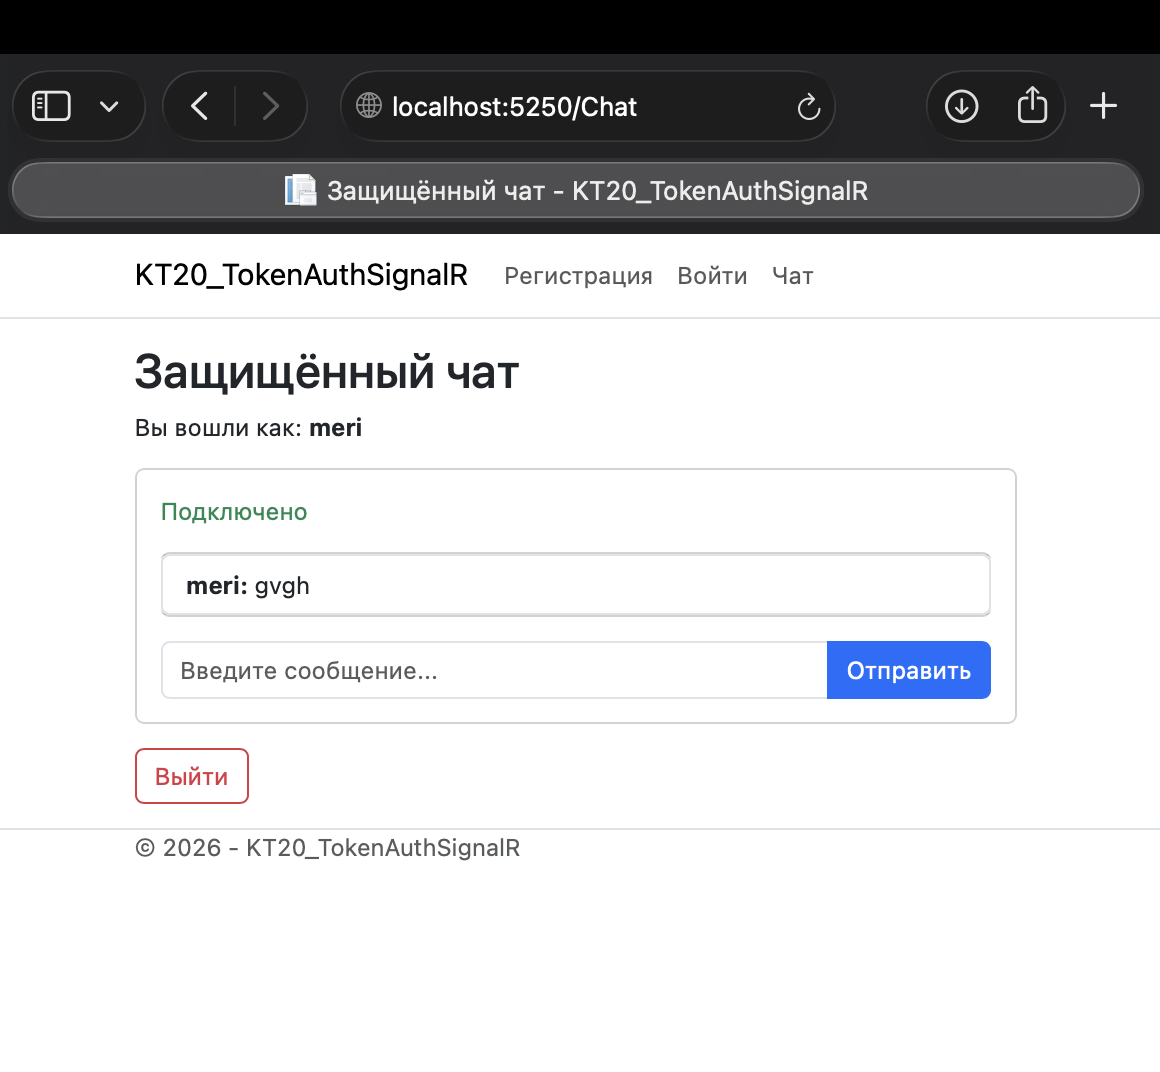 localhost:5250/Chat
Защищённый чат - KT20_TokenAuthSignalR
KT20_TokenAuthSignalR Регистрация Войти Чат
Защищённый чат
Вы вошли как: meri
Подключено
meri: gvgh
Введите сообщение... Отправить
Выйти
© 2026 - KT20_TokenAuthSignalR